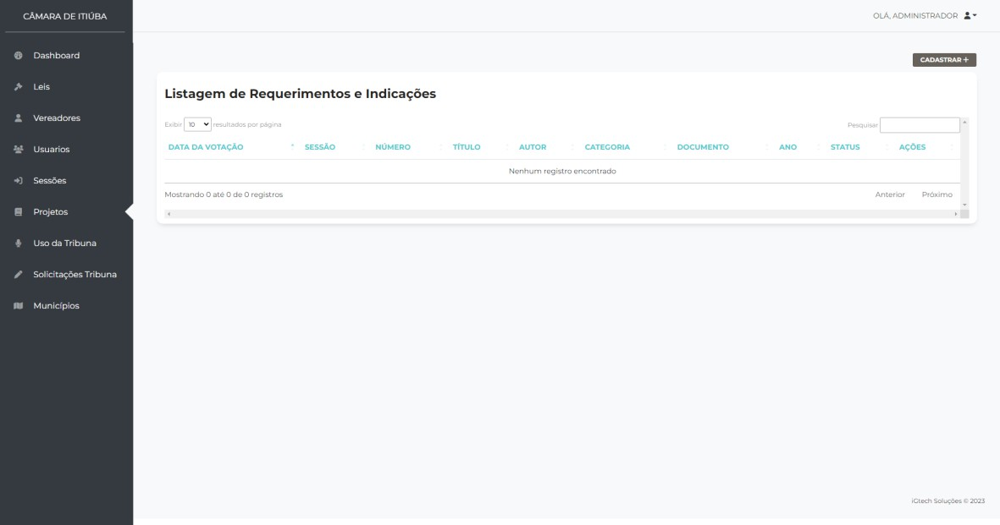 CÂMARA DE ITIÚBA
OLÁ, ADMINISTRADOR
Dashboard
Leis
Vereadores
Usuarios
Sessões
Projetos
Uso da Tribuna
Solicitações Tribuna
Municípios
CADASTRAR +
Listagem de Requerimentos e Indicações
Exibir 10 resultados por página
Pesquisar
DATA DA VOTAÇÃO SESSÃO NÚMERO TÍTULO AUTOR CATEGORIA DOCUMENTO ANO STATUS AÇÕES
Nenhum registro encontrado
Mostrando 0 até 0 de 0 registros
Anterior Próximo
iGtech Soluções © 2023